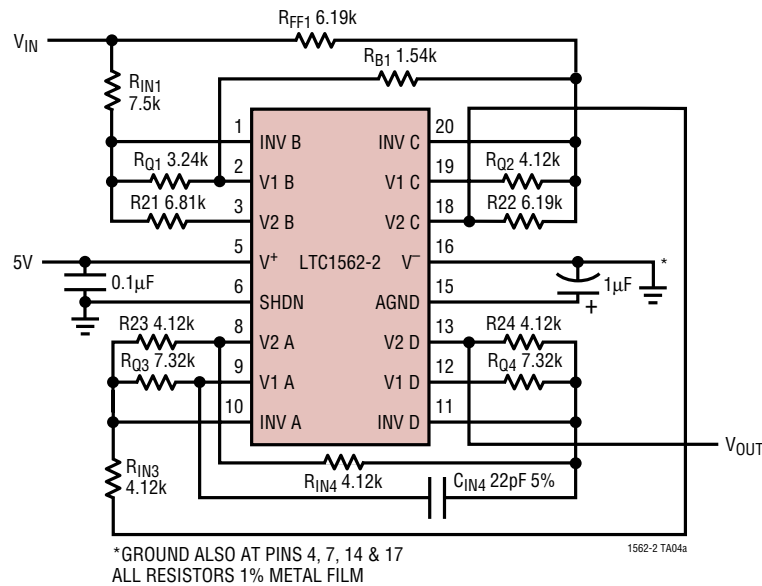 RFF1 6.19k
VIN
RB1 1.54k
RIN1
7.5k
1
INV B
INV C
20
RQ1 3.24k
2
V1 B
V1 C
19
RQ2 4.12k
R21 6.81k
3
V2 B
V2 C
18
R22 6.19k
5V
5
V+
LTC1562-2
V–
16
*
0.1µF
6
SHDN
AGND
15
1µF
+
R23 4.12k
8
V2 A
V2 D
13
R24 4.12k
RQ3 7.32k
9
V1 A
V1 D
12
RQ4 7.32k
10
INV A
INV D
11
VOUT
RIN3
4.12k
RIN4 4.12k
CIN4 22pF 5%
1562-2 TA04a
*GROUND ALSO AT PINS 4, 7, 14 & 17
ALL RESISTORS 1% METAL FILM